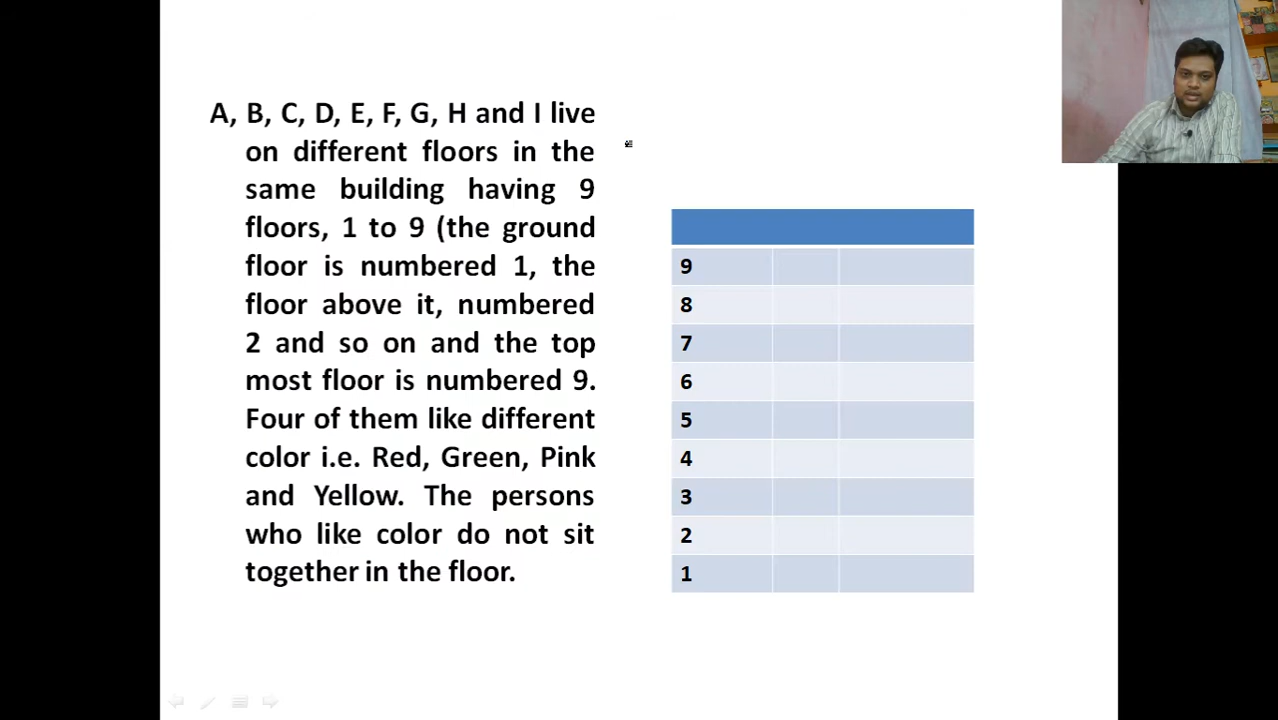 A, B, C, D, E, F, G, H and I live
on different floors in the
same building having 9
floors, 1 to 9 (the ground
floor is numbered 1, the
floor above it, numbered
2 and so on and the top
most floor is numbered 9.
Four of them like different
color i.e. Red, Green, Pink
and Yellow. The persons
who like color do not sit
together in the floor.
9
8
7
6
5
4
3
2
1